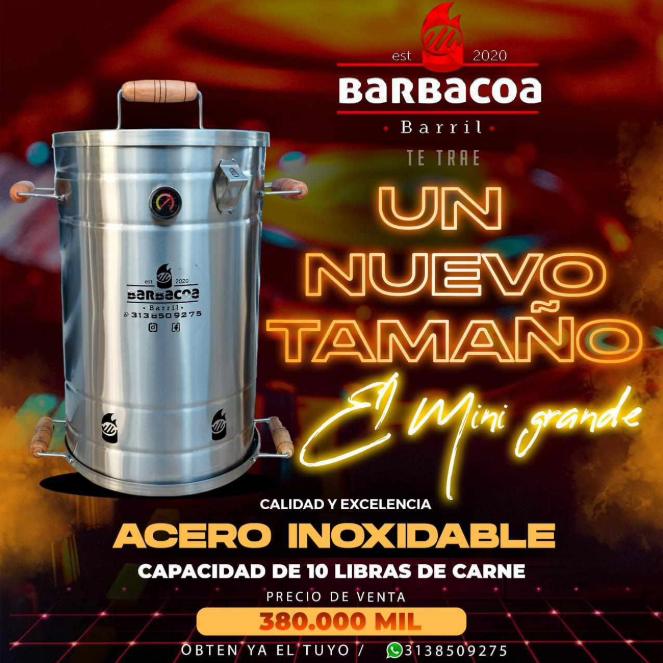 est 2020
BARBACOA
• Barril •
TE TRAE
UN
NUEVO
TAMAÑO
El Mini grande
est 2020
BARBACOA
• Barril •
3138509275
CALIDAD Y EXCELENCIA
ACERO INOXIDABLE
CAPACIDAD DE 10 LIBRAS DE CARNE
PRECIO DE VENTA
380.000 MIL
OBTEN YA EL TUYO / 3138509275